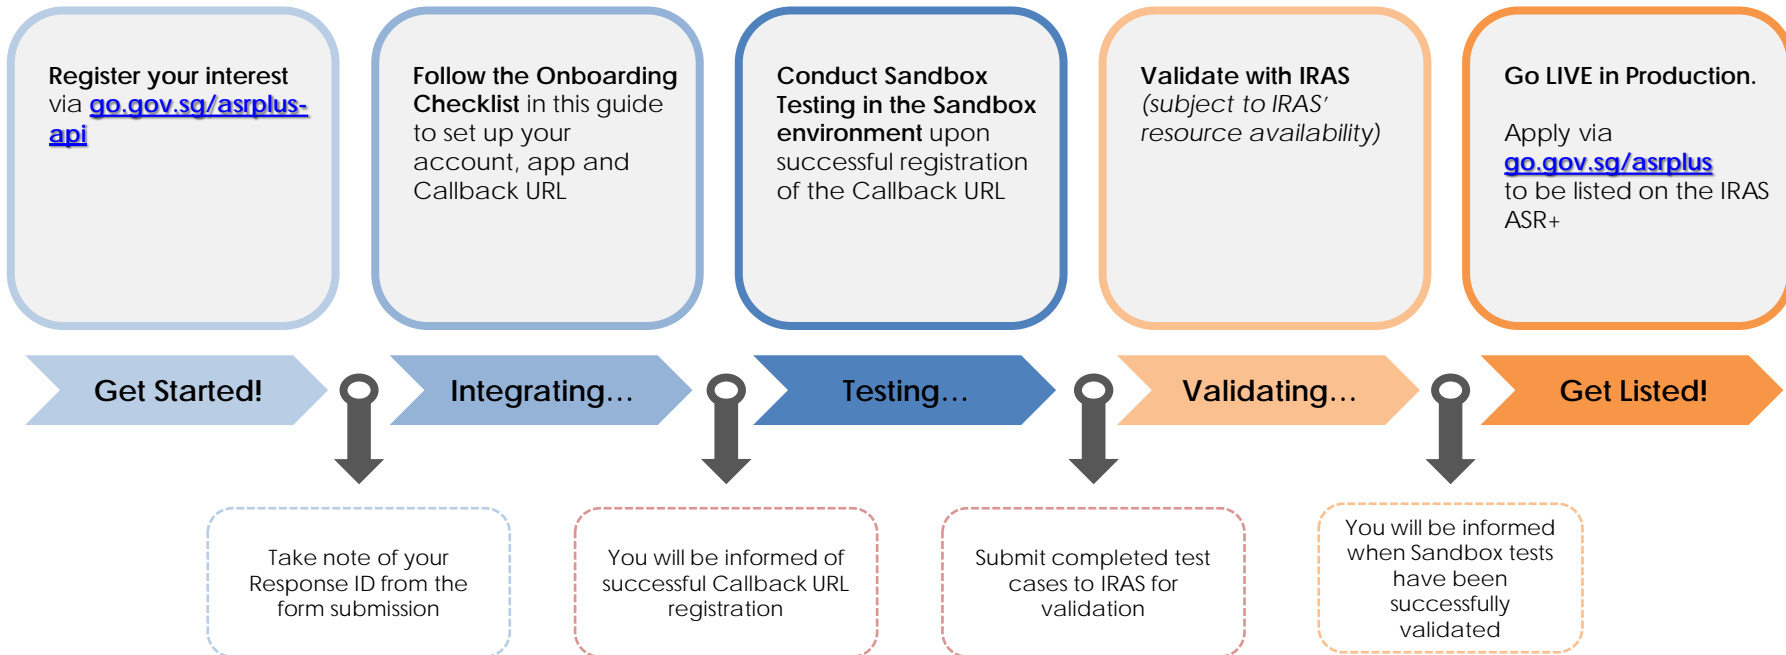 Register your interest
via go.gov.sg/asrplus-
api
Follow the Onboarding
Checklist in this guide
to set up your
account, app and
Callback URL
Conduct Sandbox
Testing in the Sandbox
environment upon
successful registration
of the Callback URL
Validate with IRAS
(subject to IRAS'
resource availability)
Go LIVE in Production.
Apply via
go.gov.sg/asrplus
to be listed on the IRAS
ASR+
Get Started!
Integrating...
Testing...
Validating...
Get Listed!
Take note of your
Response ID from the
form submission
You will be informed of
successful Callback URL
registration
Submit completed test
cases to IRAS for
validation
You will be informed
when Sandbox tests
have been
successfully
validated